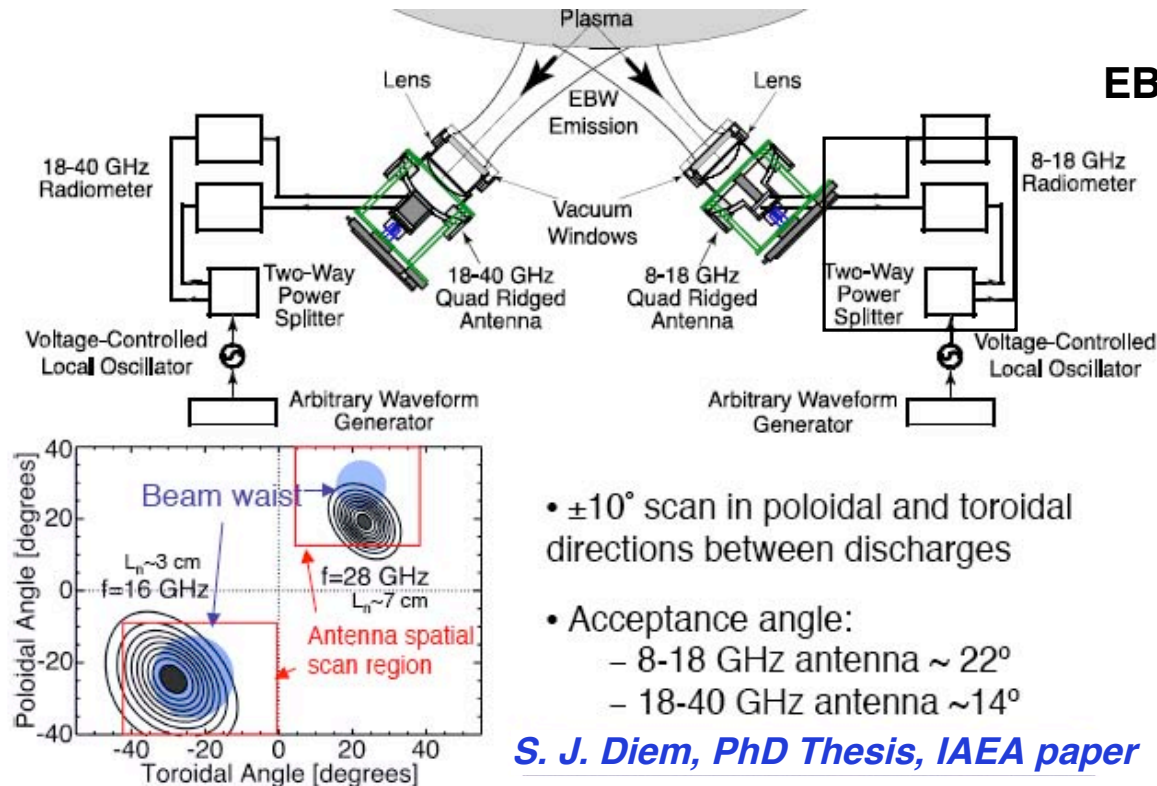 Plasma
EB
Lens
Lens
EBW
Emission
18-40 GHz
Radiometer
8-18 GHz
Radiometer
Vacuum
Windows
Two-Way
Power
Splitter
18-40 GHz
Quad Ridged
Antenna
8-18 GHz
Quad Ridged
Antenna
Two-Way
Power
Splitter
Voltage-Controlled
Local Oscillator
Voltage-Controlled
Local Oscillator
Arbitrary Waveform
Generator
Arbitrary Waveform
Generator
Poloidal Angle [degrees]
40
20
0
-20
-40
Beam waist
Ln~3 cm
f=16 GHz
f=28 GHz
Ln~7 cm
Antenna spatial
scan region
-40 -20 0 20 40
Toroidal Angle [degrees]
• ±10° scan in poloidal and toroidal
directions between discharges
• Acceptance angle:
– 8-18 GHz antenna ~ 22º
– 18-40 GHz antenna ~14º
S. J. Diem, PhD Thesis, IAEA paper